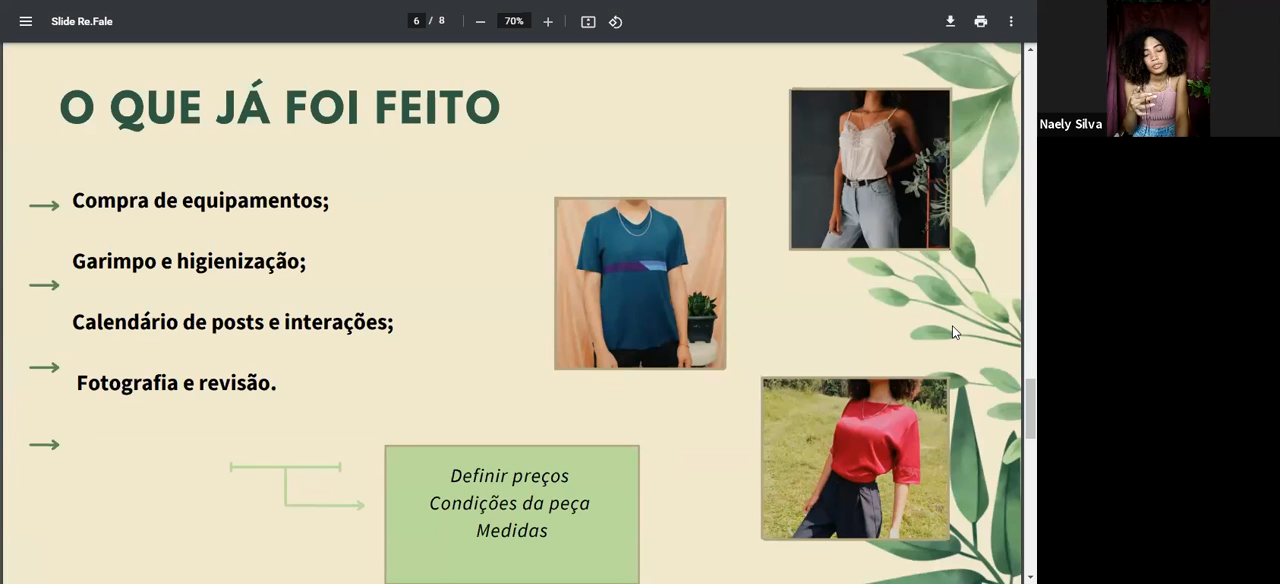 Slide Re.Fale
6 / 8
70%
Naely Silva
O QUE JÁ FOI FEITO
Compra de equipamentos;
Garimpo e higienização;
Calendário de posts e interações;
Fotografia e revisão.
Definir preços
Condições da peça
Medidas